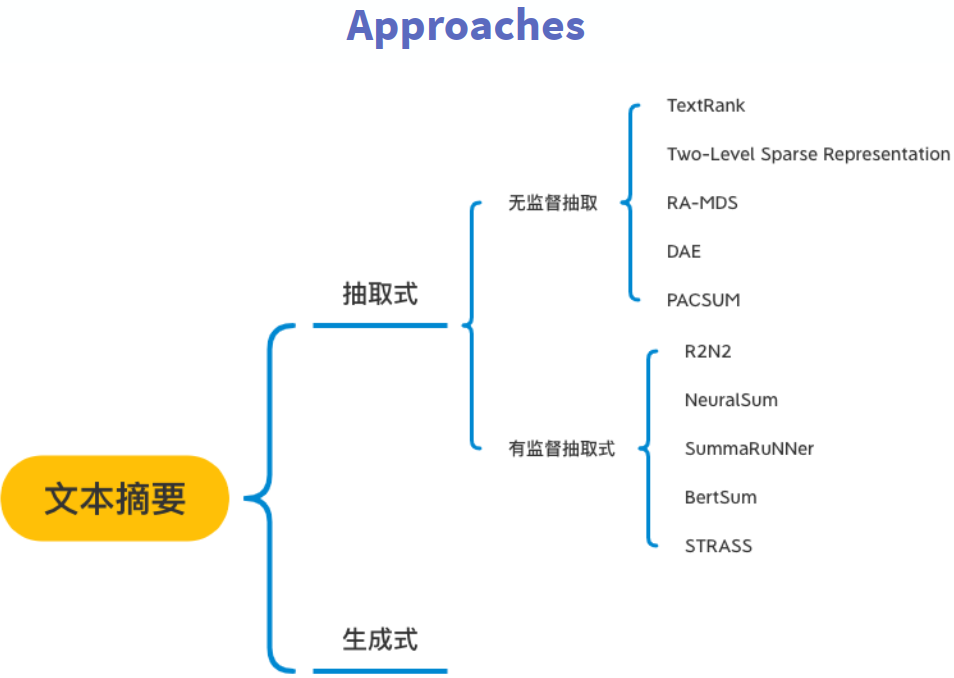 Approaches
文本摘要
抽取式
无监督抽取
TextRank
Two-Level Sparse Representation
RA-MDS
DAE
PACSUM
有监督抽取式
R2N2
NeuralSum
SummaRuNNer
BertSum
STRASS
生成式